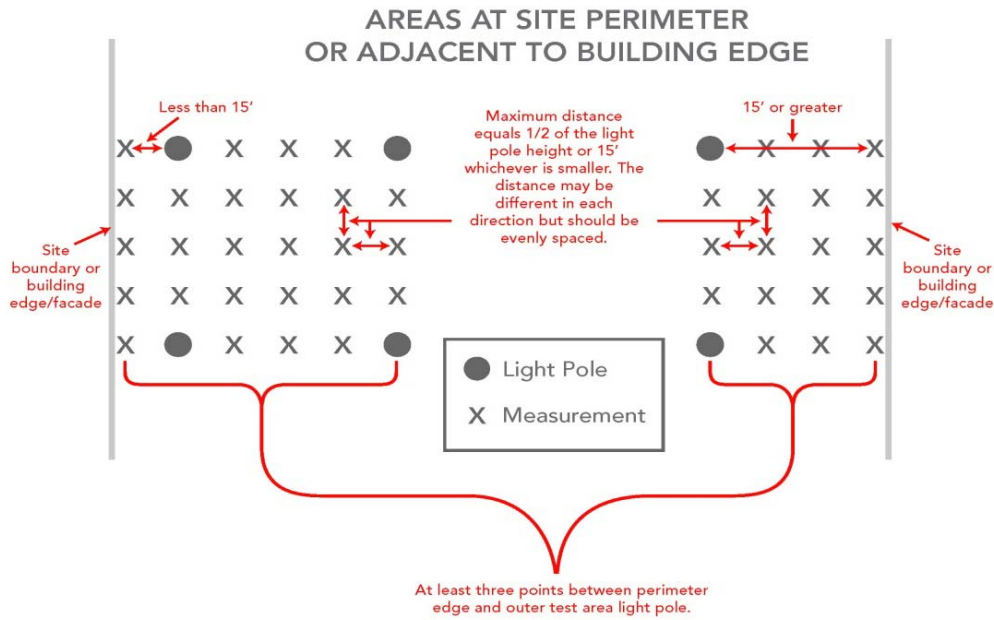 AREAS AT SITE PERIMETER
OR ADJACENT TO BUILDING EDGE
Less than 15’
Maximum distance
equals 1/2 of the light
pole height or 15’
whichever is smaller. The
distance may be
different in each
direction but should be
evenly spaced.
15’ or greater
X X X X X X X
X X X X X X X X X X
X X X X X X X X X X
X X X X X X X X X X
X X X X X X X
Site
boundary or
building
edge/facade
Site
boundary or
building
edge/facade
Light Pole
X Measurement
At least three points between perimeter
edge and outer test area light pole.